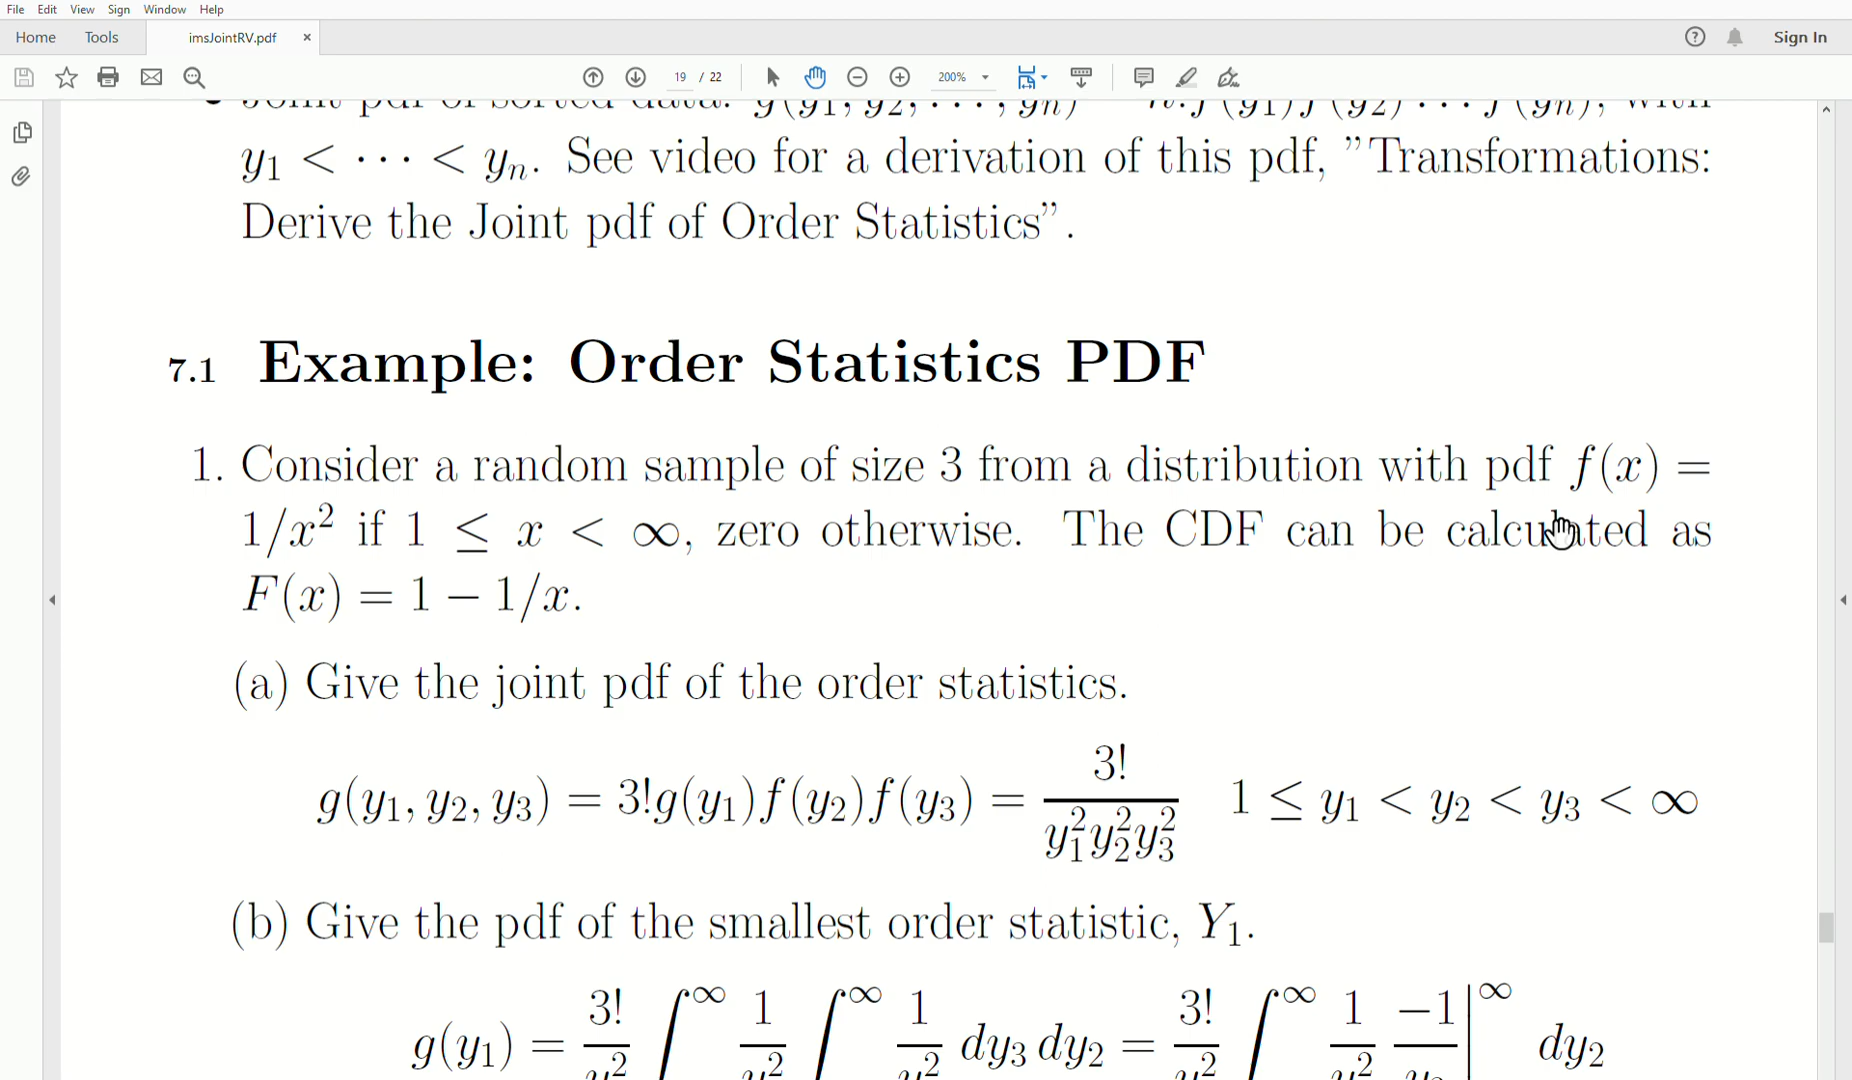 File Edit View Sign Window Help
Home Tools imsJointRV.pdf × Sign In
19 / 22 200%
y₁ < ⋯ < yₙ. See video for a derivation of this pdf, ”Transformations:
Derive the Joint pdf of Order Statistics”.
7.1 Example: Order Statistics PDF
1. Consider a random sample of size 3 from a distribution with pdf f(x) =
1/x² if 1 ≤ x < ∞, zero otherwise. The CDF can be calculated as
F(x) = 1 − 1/x.
(a) Give the joint pdf of the order statistics.
g(y₁, y₂, y₃) = 3!g(y₁)f(y₂)f(y₃) = 3!/(y₁²y₂²y₃²) 1 ≤ y₁ < y₂ < y₃ < ∞
(b) Give the pdf of the smallest order statistic, Y₁.